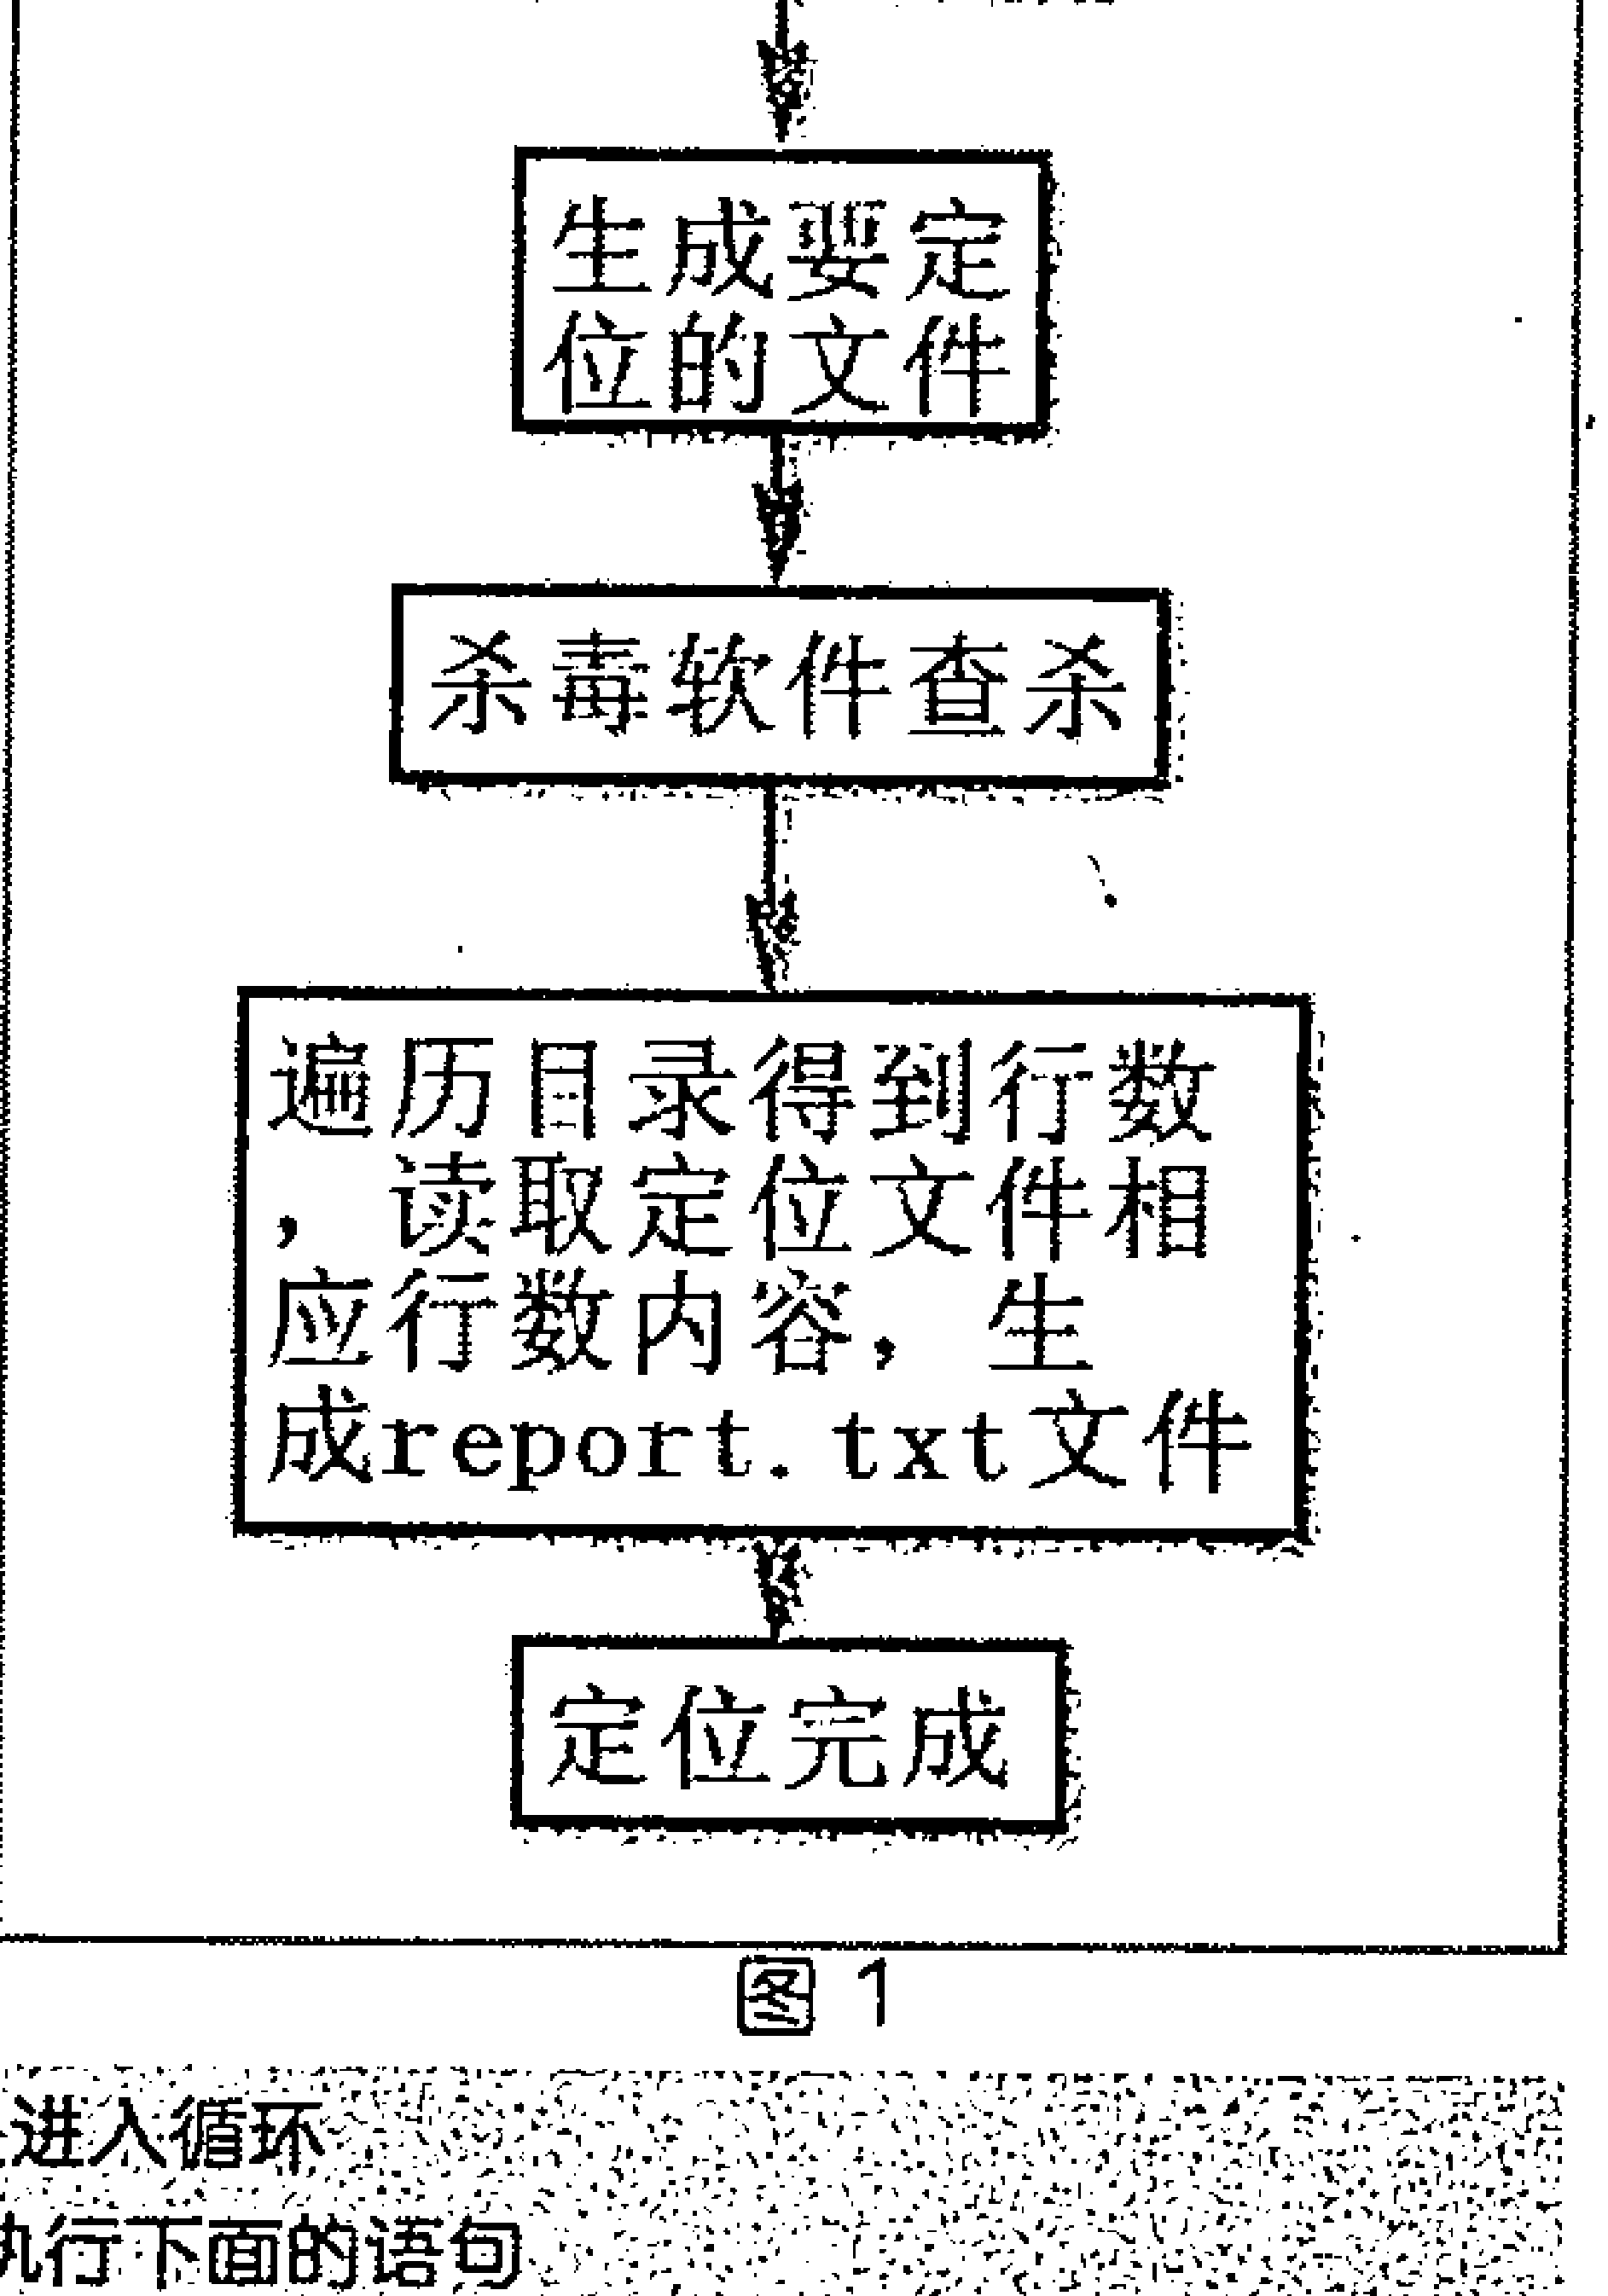 生成要定
位的文件
杀毒软件查杀
遍历目录得到行数
，读取定位文件相
应行数内容，生
成report.txt文件
定位完成
图 1
进入循环
执行下面的语句